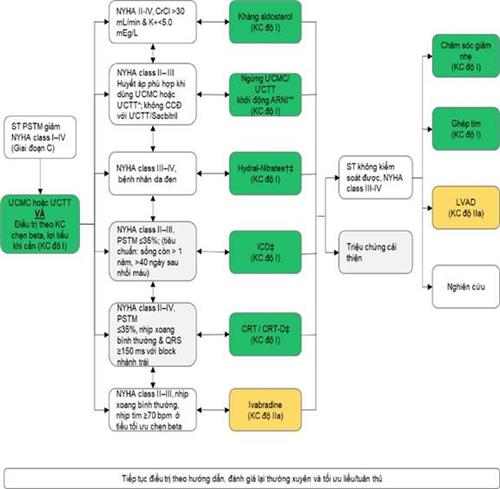 ST PSTM giảm
NYHA class I–IV
(Giai đoạn C)
ƯCMC hoặc ƯCTT
VÀ
Điều trị theo KC
chẹn beta, lợi tiểu
khi cần (KC độ I)
NYHA II-IV, CrCl >30
mL/min & K+<5.0
mEg/L
Kháng aldosterol
(KC độ I)
NYHA class II–III
Huyết áp phù hợp khi
dùng ƯCMC hoặc
ƯCTT*; không CCĐ
với ƯCTT/Sacbitril
Ngừng ƯCMC/
ƯCTT
khởi động ARNI**
(KC độ I)
NYHA class III–IV,
bệnh nhân da đen
Hydral-Nitrates†‡
(KC độ I)
NYHA class II–III,
PSTM ≤35%; (tiêu
chuẩn: sống còn > 1
năm, >40 ngày sau
nhồi máu)
ICD‡
(KC độ I)
NYHA class II–IV,
PSTM
≤35%, nhịp xoang
bình thường & QRS
≥150 ms với block
nhánh trái
CRT / CRT-D‡
(KC độ I)
NYHA class II–III, nhịp
xoang bình thường,
nhịp tim ≥70 bpm ở
tiều tối ưu chẹn beta
Ivabradine
(KC độ IIa)
ST không kiểm
soát được, NYHA
class III-IV
Triệu chứng cải
thiện
Chăm sóc giảm
nhẹ
(KC độ I)
Ghép tim
(KC độ I)
LVAD
(KC độ IIa)
Nghiên cứu
Tiếp tục điều trị theo hướng dẫn, đánh giá lại thường xuyên và tối ưu liều/tuân thủ